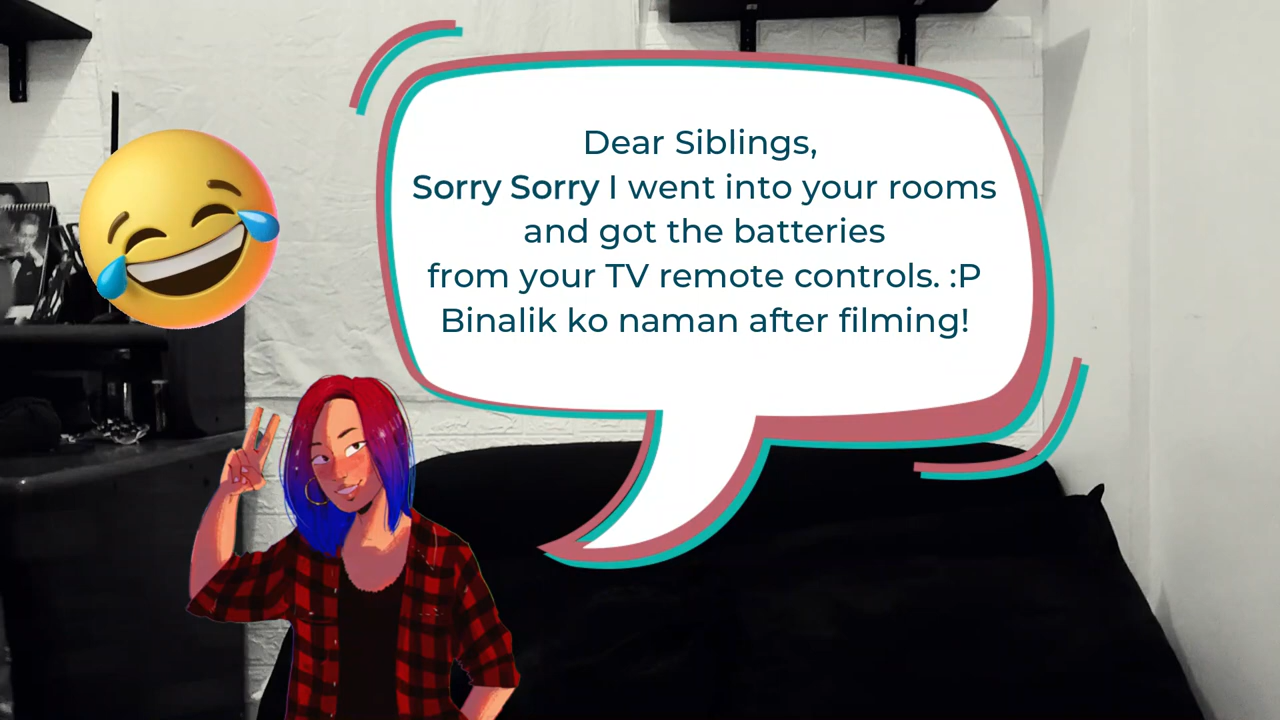 Dear Siblings,
Sorry Sorry I went into your rooms
and got the batteries
from your TV remote controls. :P
Binalik ko naman after filming!